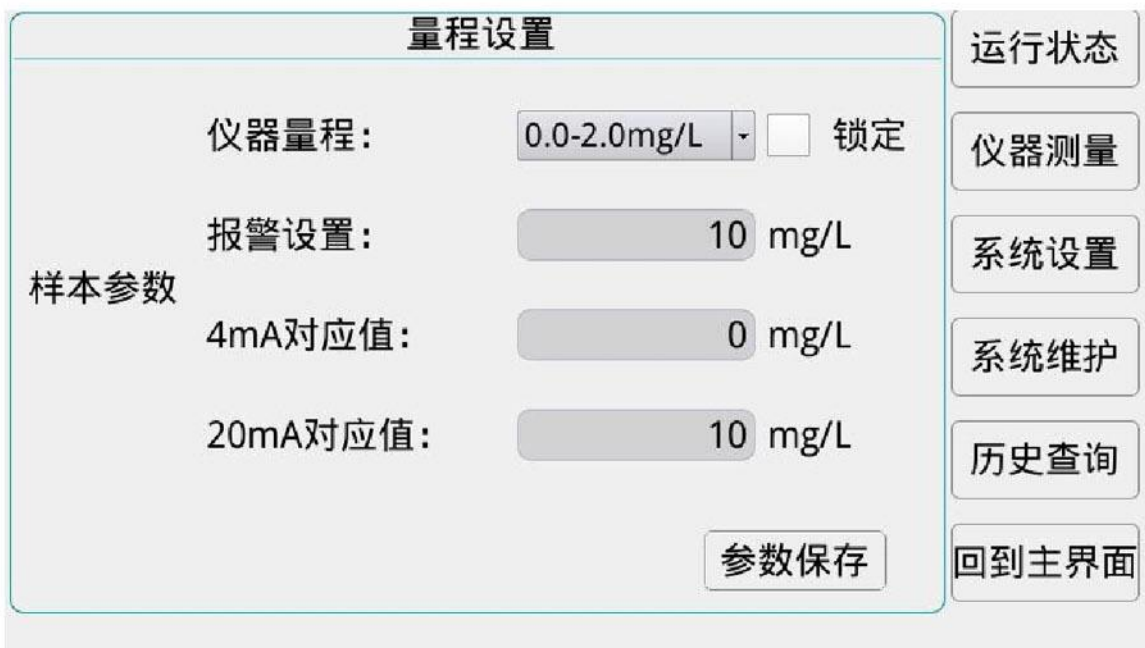 量程设置
仪器量程: 0.0-2.0mg/L 锁定
报警设置: 10 mg/L
样本参数
4mA对应值: 0 mg/L
20mA对应值: 10 mg/L
参数保存
运行状态
仪器测量
系统设置
系统维护
历史查询
回到主界面